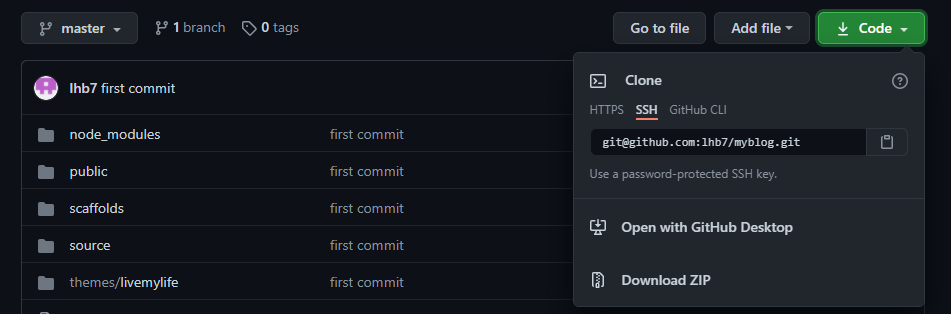 master 1 branch 0 tags Go to file Add file Code
lhb7 first commit
node_modules first commit
public first commit
scaffolds first commit
source first commit
themes/livemylife first commit
Clone
HTTPS SSH GitHub CLI
git@github.com:lhb7/myblog.git
Use a password-protected SSH key.
Open with GitHub Desktop
Download ZIP